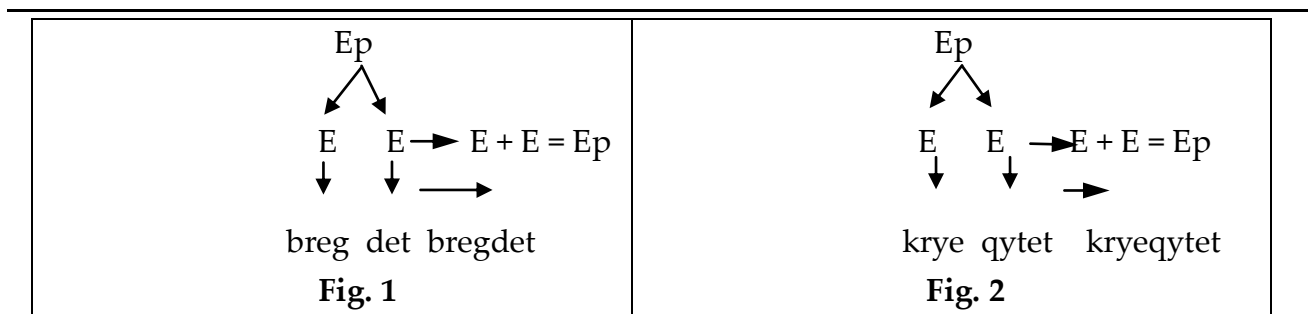 Ep
E E E + E = Ep
breg det bregdet
Fig. 1
Ep
E E E + E = Ep
krye qytet kryeqytet
Fig. 2